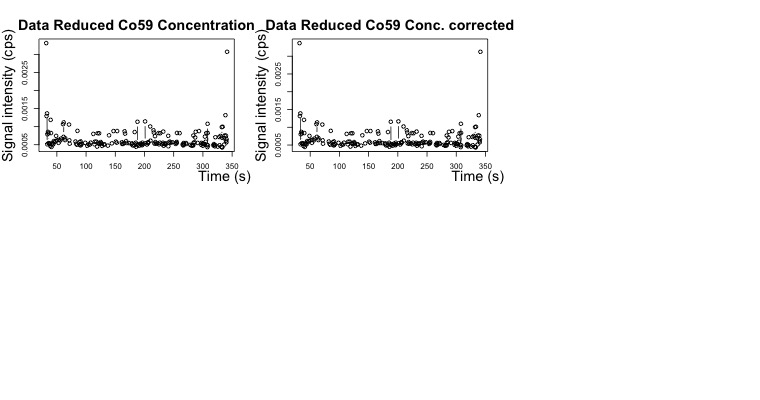 Data Reduced Co59 Concentration
Signal intensity (cps)
0.0005 0.0015 0.0025
50 100 150 200 250 300 350
Time (s)
Data Reduced Co59 Conc. corrected
Signal intensity (cps)
0.0005 0.0015 0.0025
50 100 150 200 250 300 350
Time (s)